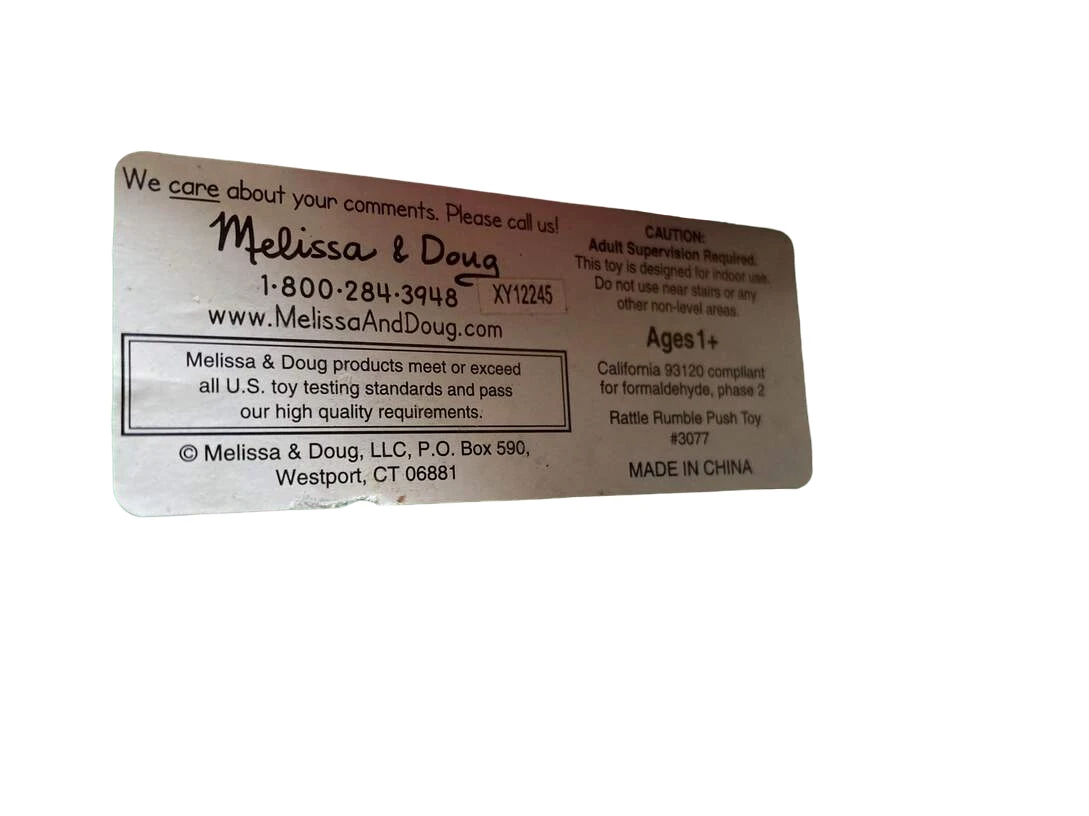 We care about your comments. Please call us!
Melissa & Doug
1·800·284·3948
XY12245
www.MelissaAndDoug.com
Melissa & Doug products meet or exceed
all U.S. toy testing standards and pass
our high quality requirements.
© Melissa & Doug, LLC, P.O. Box 590,
Westport, CT 06881
CAUTION:
Adult Supervision Required.
This toy is designed for indoor use.
Do not use near stairs or any
other non-level areas.
Ages 1+
California 93120 compliant
for formaldehyde, phase 2
Rattle Rumble Push Toy
#3077
MADE IN CHINA